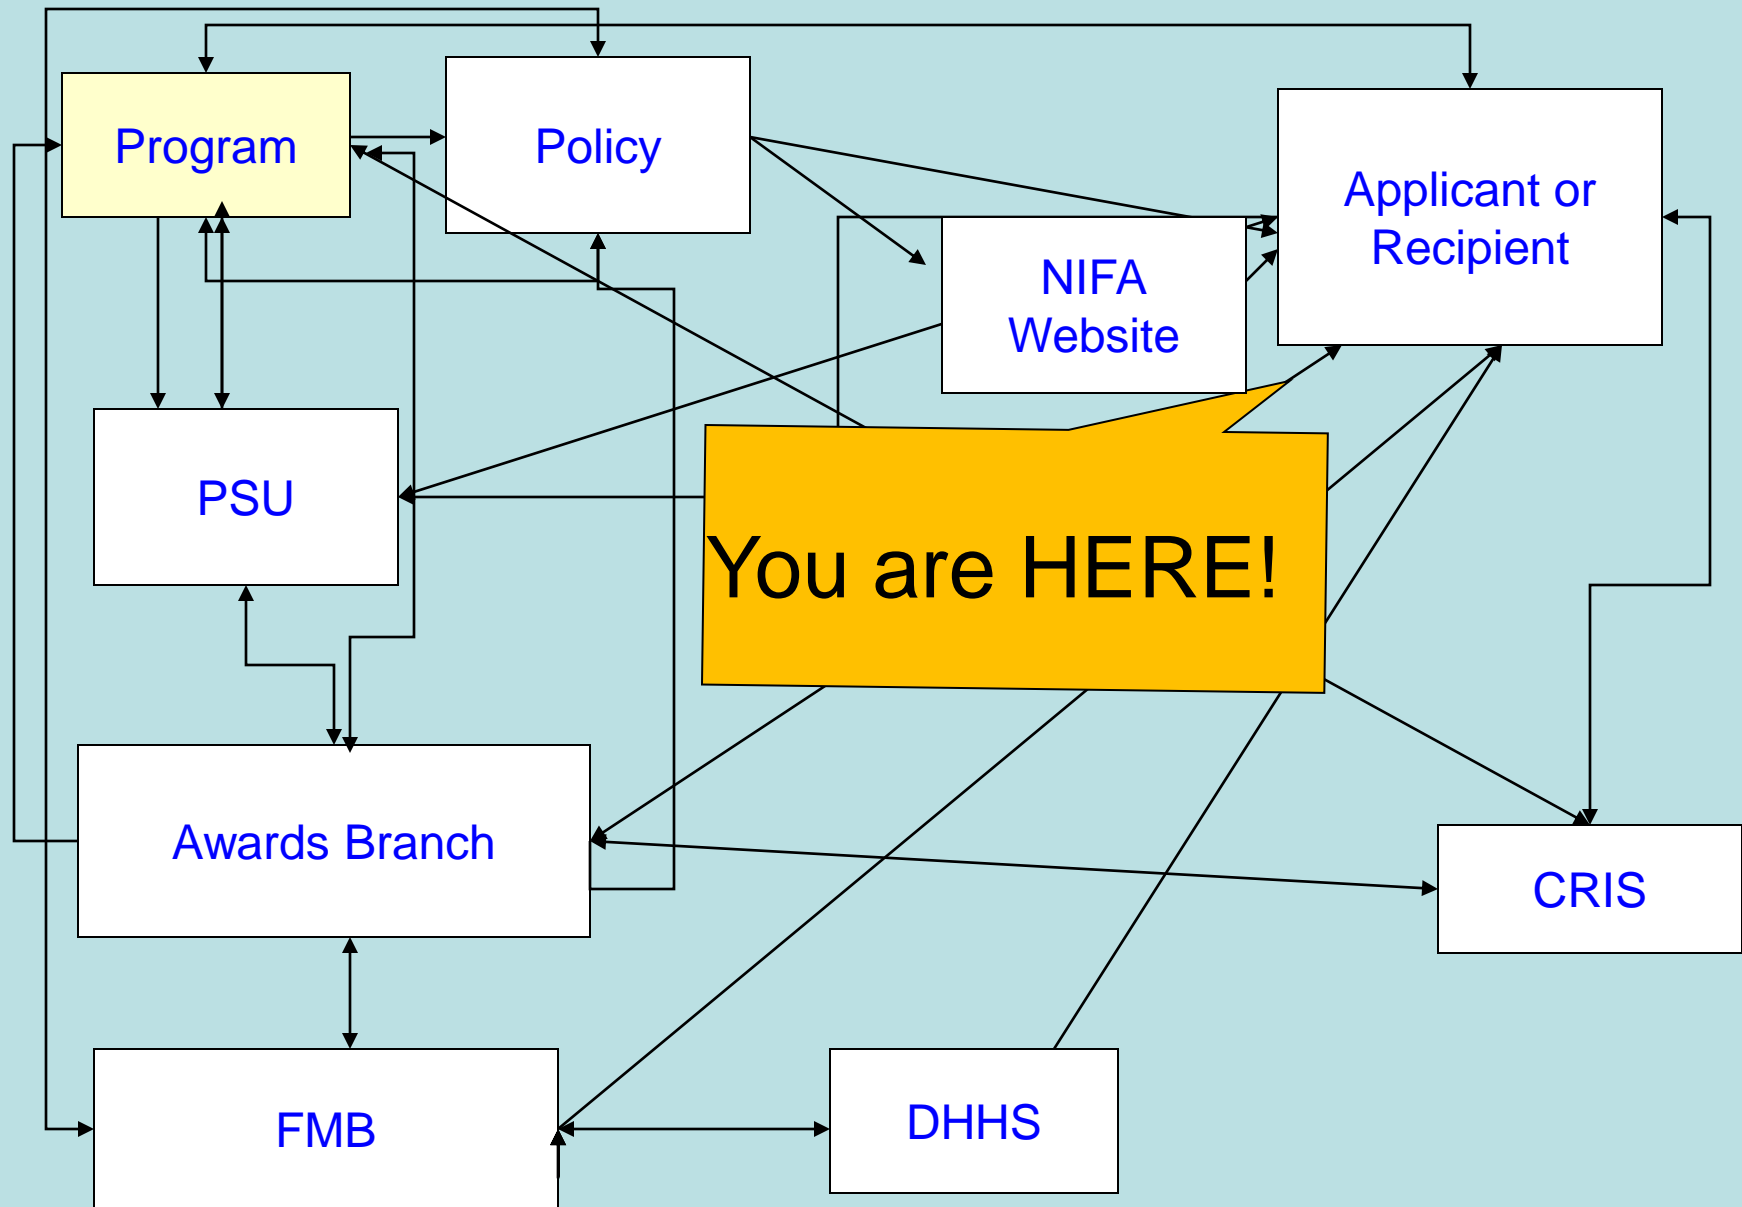 Program
Policy
Applicant or
Recipient
NIFA
Website
PSU
You are HERE!
Awards Branch
CRIS
FMB
DHHS